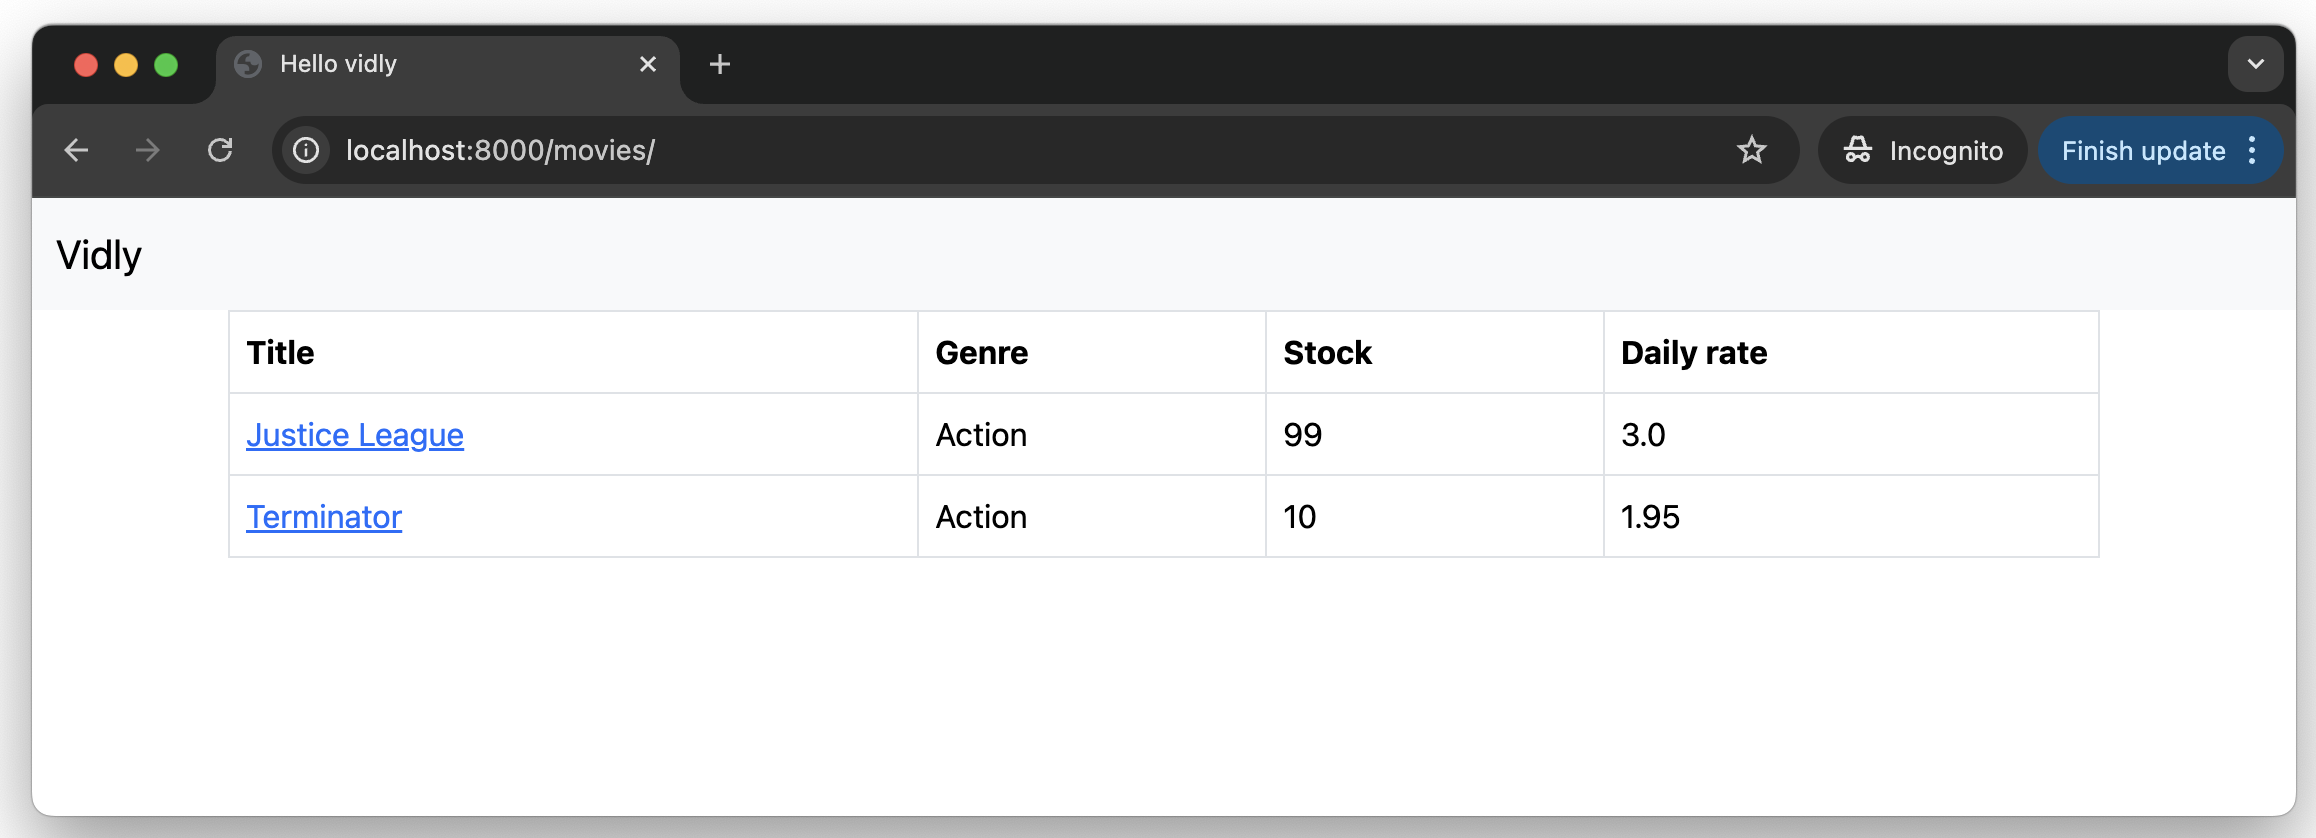 Hello vidly
localhost:8000/movies/
Incognito
Finish update
Vidly
Title Genre Stock Daily rate
Justice League Action 99 3.0
Terminator Action 10 1.95